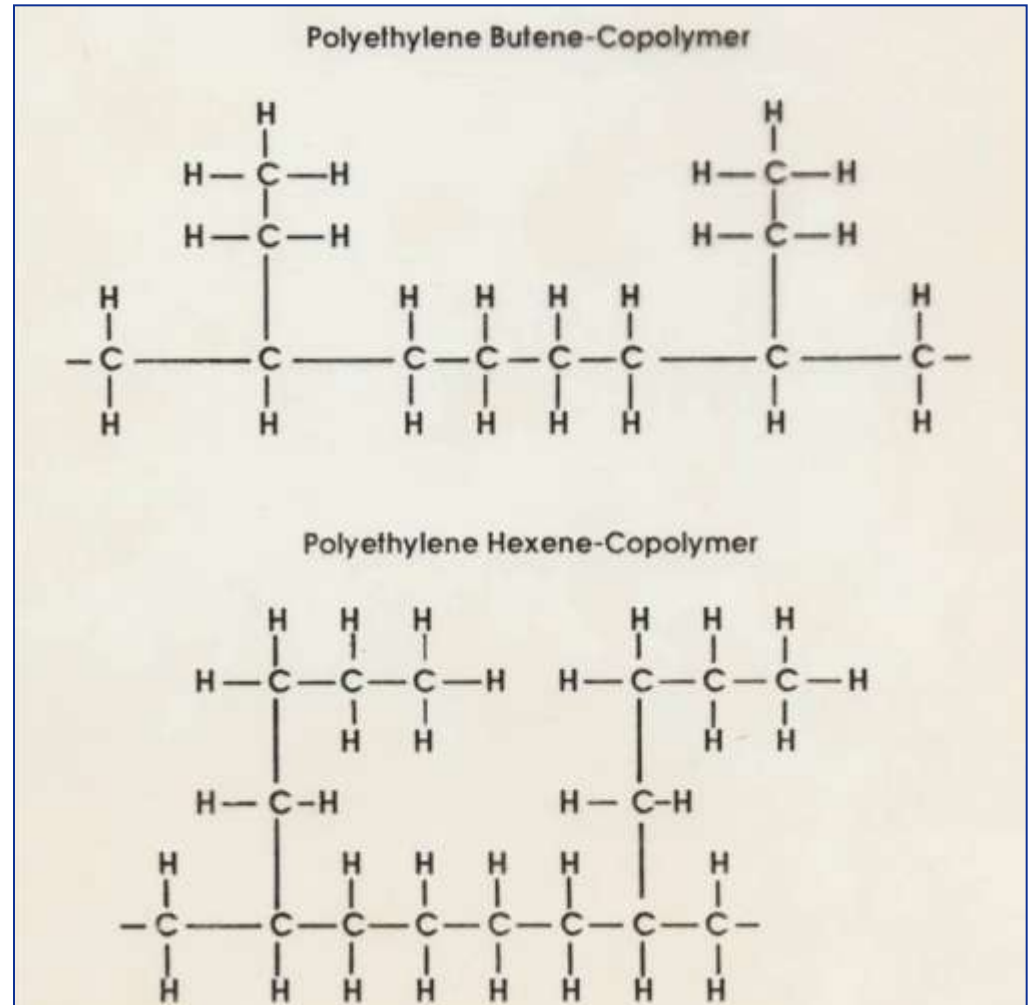 Polyethylene Butene-Copolymer
H H
H—C—H H—C—H
H—C—H H—C—H
H H H H H H
—C—C—C—C—C—C—C—C—
H H H H H H H H
Polyethylene Hexene-Copolymer
H H H H H H
H—C—C—C—H H—C—C—C—H
H H H H
H—C—H H—C—H
H H H H H H
—C—C—C—C—C—C—C—C—
H H H H H H H H